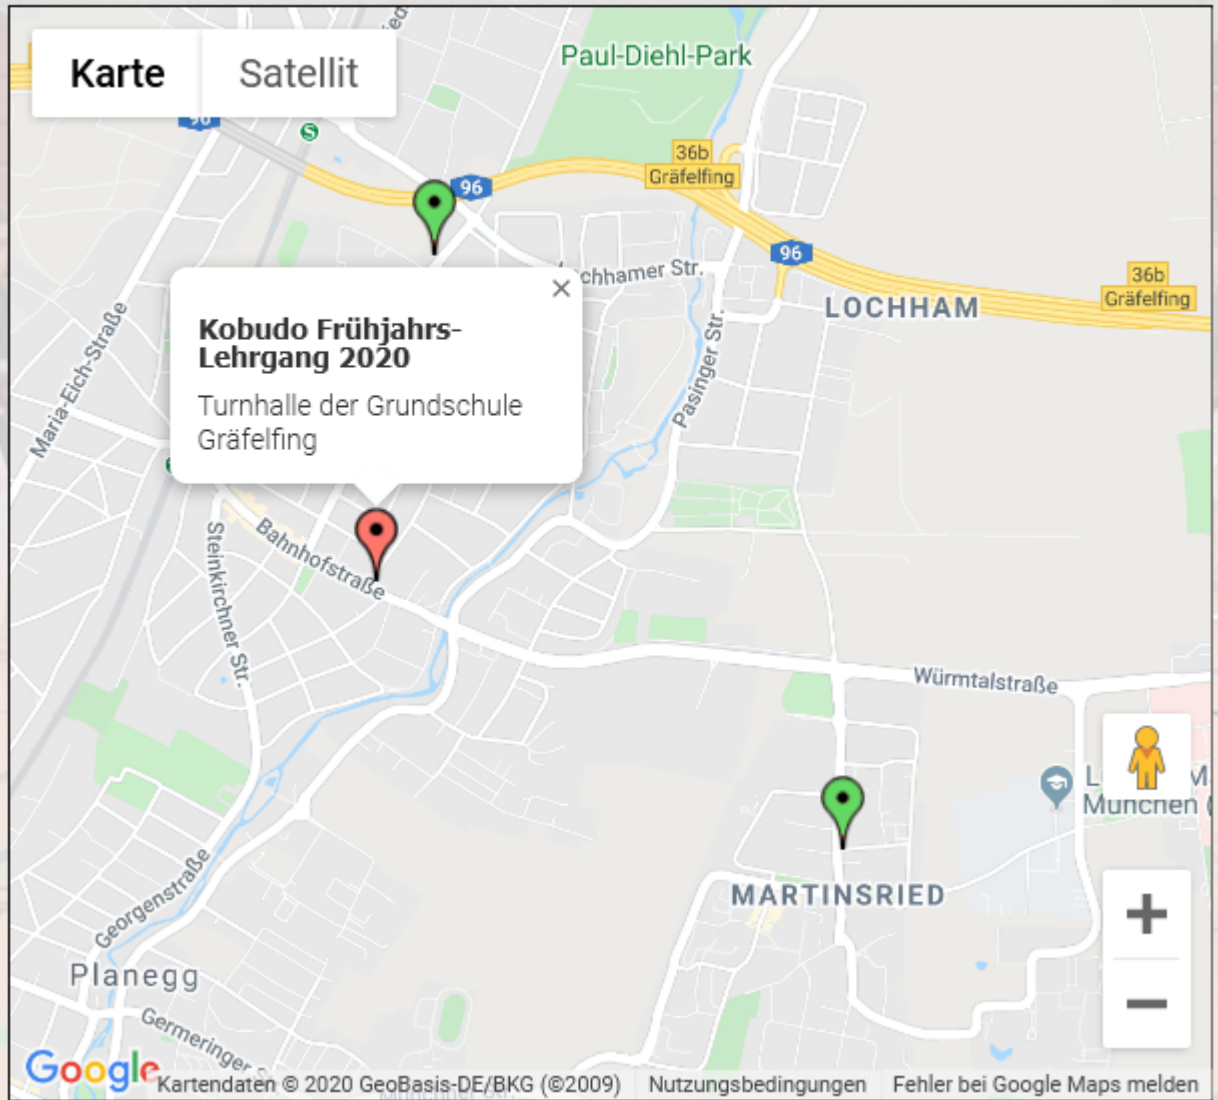 Karte
Satellit
Paul-Diehl-Park
96
S
36b
Gräfelfing
96
96
36b
Gräfelfing
chhamer Str.
LOCHHAM
Kobudo Frühjahrs-
Lehrgang 2020
Turnhalle der Grundschule
Gräfelfing
Maria-Eich-Straße
Pasinger Str.
Bahnhofstraße
Steinkirchner Str.
Würmtalstraße
München
MARTINSRIED
Georgenstraße
Planegg
Germeringer
Google
Kartendaten © 2020 GeoBasis-DE/BKG (©2009)
Nutzungsbedingungen
Fehler bei Google Maps melden